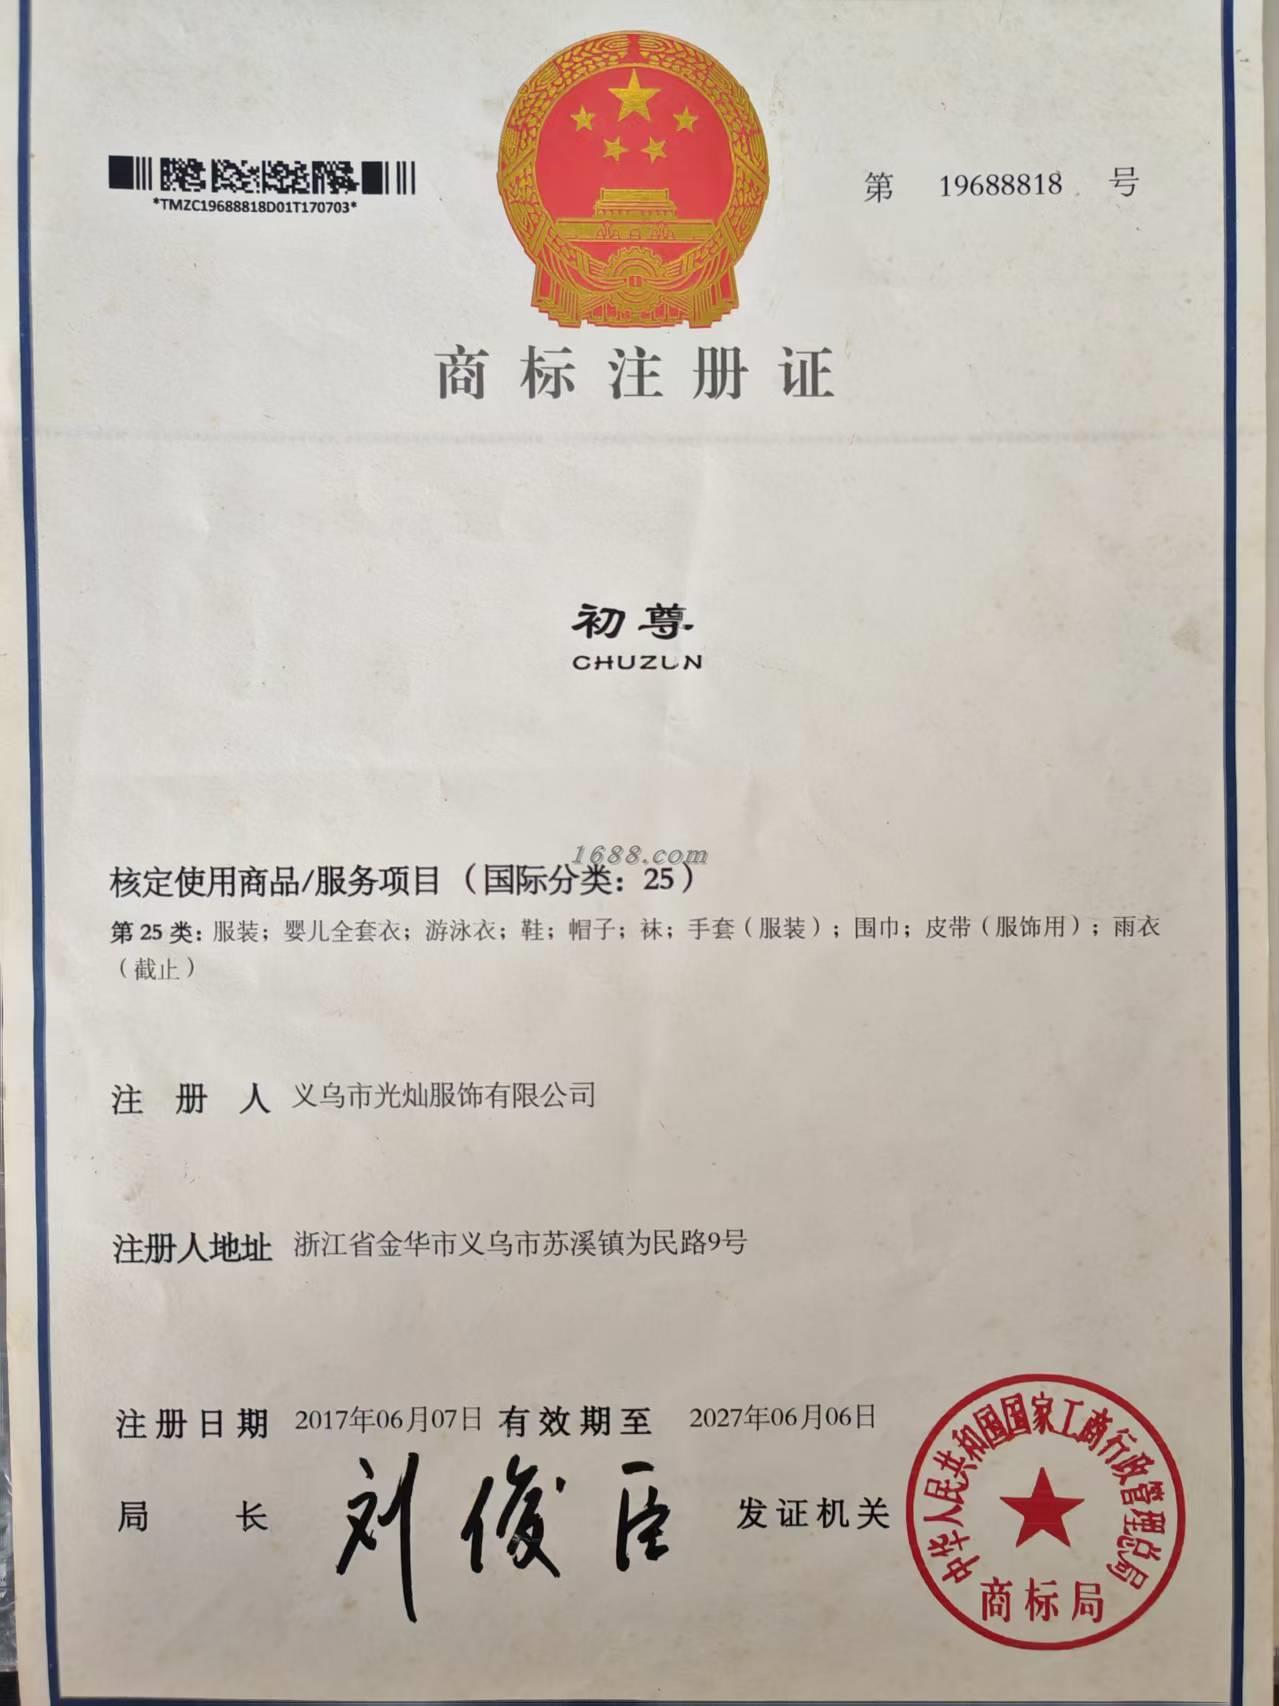 *TMZC19688818D01T170703*
第 19688818 号
商标注册证
初尊
CHUZUN
1688.com
核定使用商品/服务项目（国际分类：25）
第25类：服装；婴儿全套衣；游泳衣；鞋；帽子；袜；手套（服装）；围巾；皮带（服饰用）；雨衣
（截止）
注册人 义乌市光灿服饰有限公司
注册人地址 浙江省金华市义乌市苏溪镇为民路9号
注册日期 2017年06月07日 有效期至 2027年06月06日
局长 刘俊臣 发证机关
中华人民共和国国家工商行政管理总局
商标局